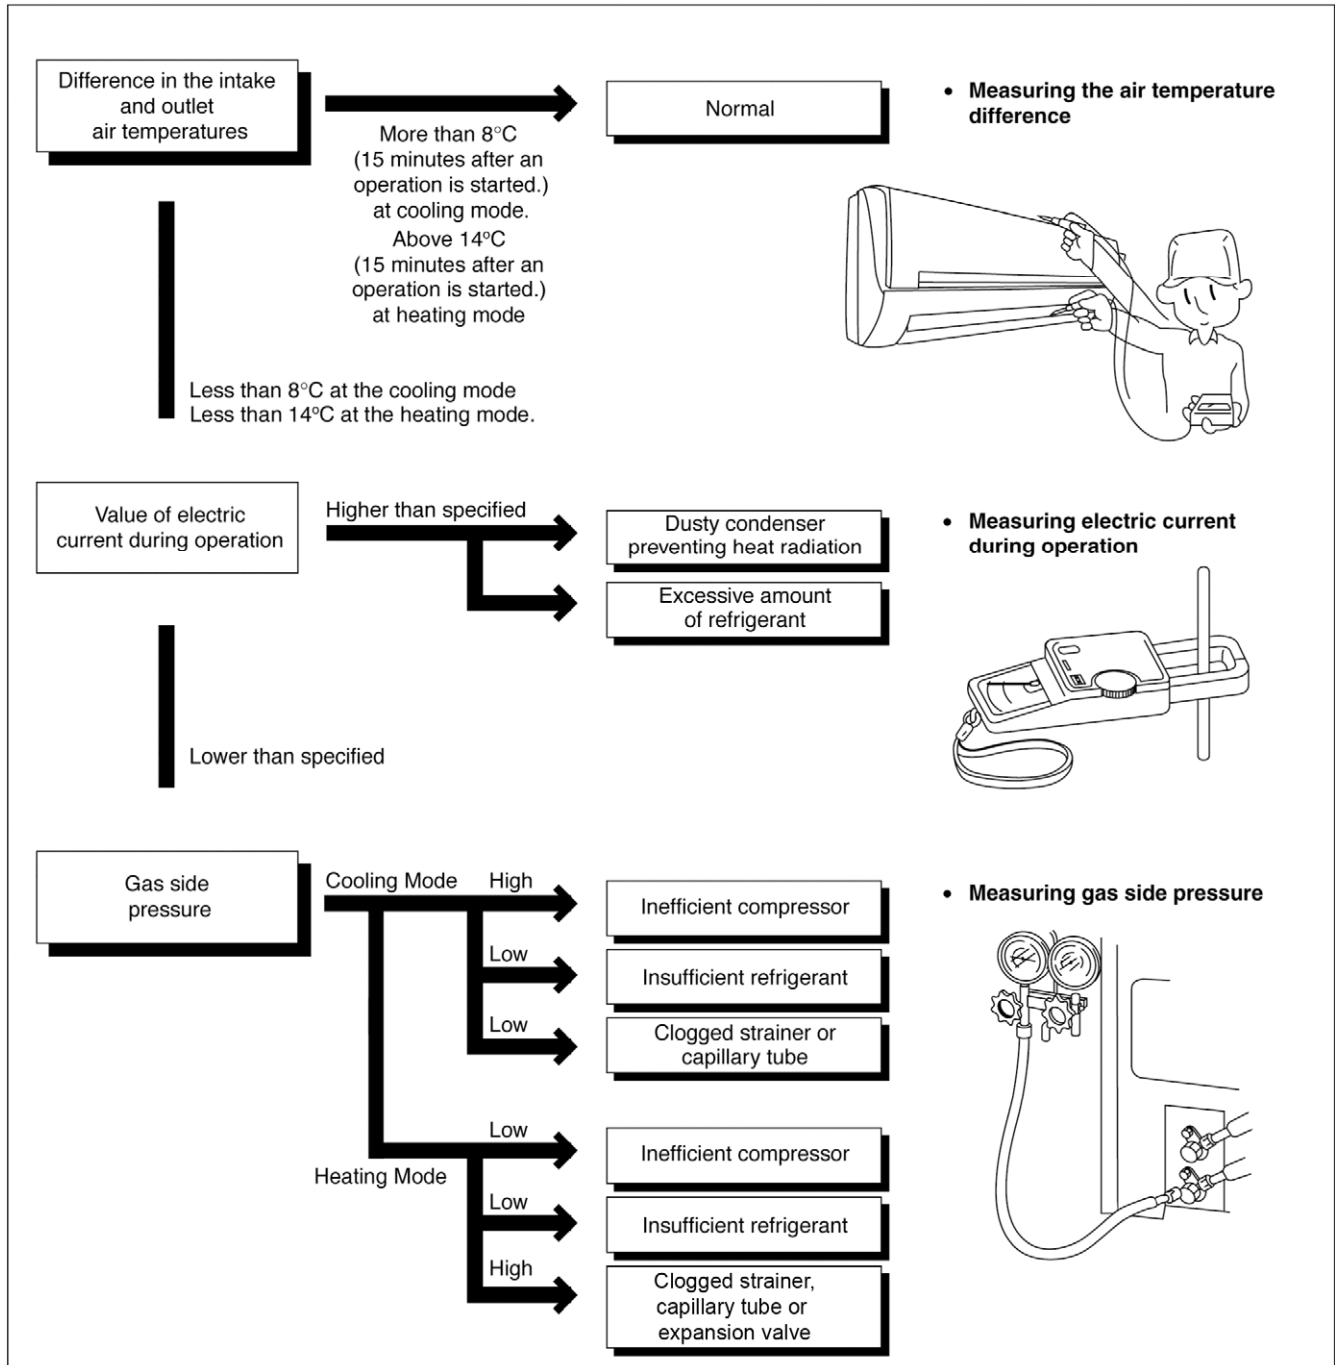 Difference in the intake
and outlet
air temperatures
More than 8°C
(15 minutes after an
operation is started.)
at cooling mode.
Above 14°C
(15 minutes after an
operation is started.)
at heating mode
Normal
• Measuring the air temperature
difference
Less than 8°C at the cooling mode
Less than 14°C at the heating mode.
Value of electric
current during operation
Higher than specified
Dusty condenser
preventing heat radiation
Excessive amount
of refrigerant
• Measuring electric current
during operation
Lower than specified
Gas side
pressure
Cooling Mode
High
Inefficient compressor
Low
Insufficient refrigerant
Low
Clogged strainer or
capillary tube
Heating Mode
Low
Inefficient compressor
Low
Insufficient refrigerant
High
Clogged strainer,
capillary tube or
expansion valve
• Measuring gas side pressure